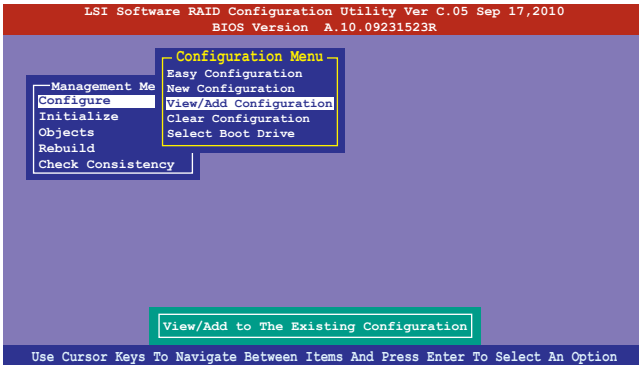 LSI Software RAID Configuration Utility Ver C.05 Sep 17,2010
BIOS Version A.10.09231523R
Configuration Menu
Easy Configuration
New Configuration
View/Add Configuration
Clear Configuration
Select Boot Drive
Management Me
Configure
Initialize
Objects
Rebuild
Check Consistency
View/Add to The Existing Configuration
Use Cursor Keys To Navigate Between Items And Press Enter To Select An Option